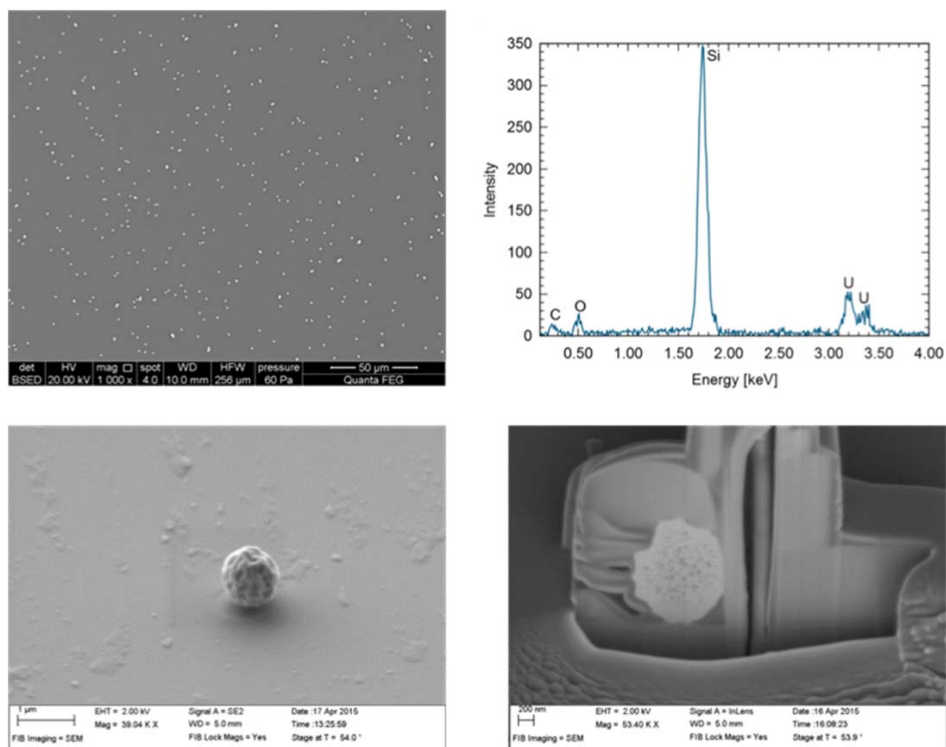 det HV mag □ spot WD HFW pressure 50 µm
BSED 20.00 kV 1 000 x 4.0 10.0 mm 256 µm 60 Pa Quanta FEG
350
300
250
200
150
100
50
0
Intensity
Si
C
O
U
U
0.50 1.00 1.50 2.00 2.50 3.00 3.50 4.00
Energy [keV]
1 µm
EHT = 2.00 kV Signal A = SE2 Date :17 Apr 2015
Mag = 39.04 K X WD = 5.0 mm Time :13:25:59
FIB Imaging = SEM FIB Lock Mags = Yes Stage at T = 54.0 °
200 nm
EHT = 2.00 kV Signal A = InLens Date :16 Apr 2015
Mag = 53.40 K X WD = 5.0 mm Time :16:08:23
FIB Imaging = SEM FIB Lock Mags = Yes Stage at T = 53.9 °